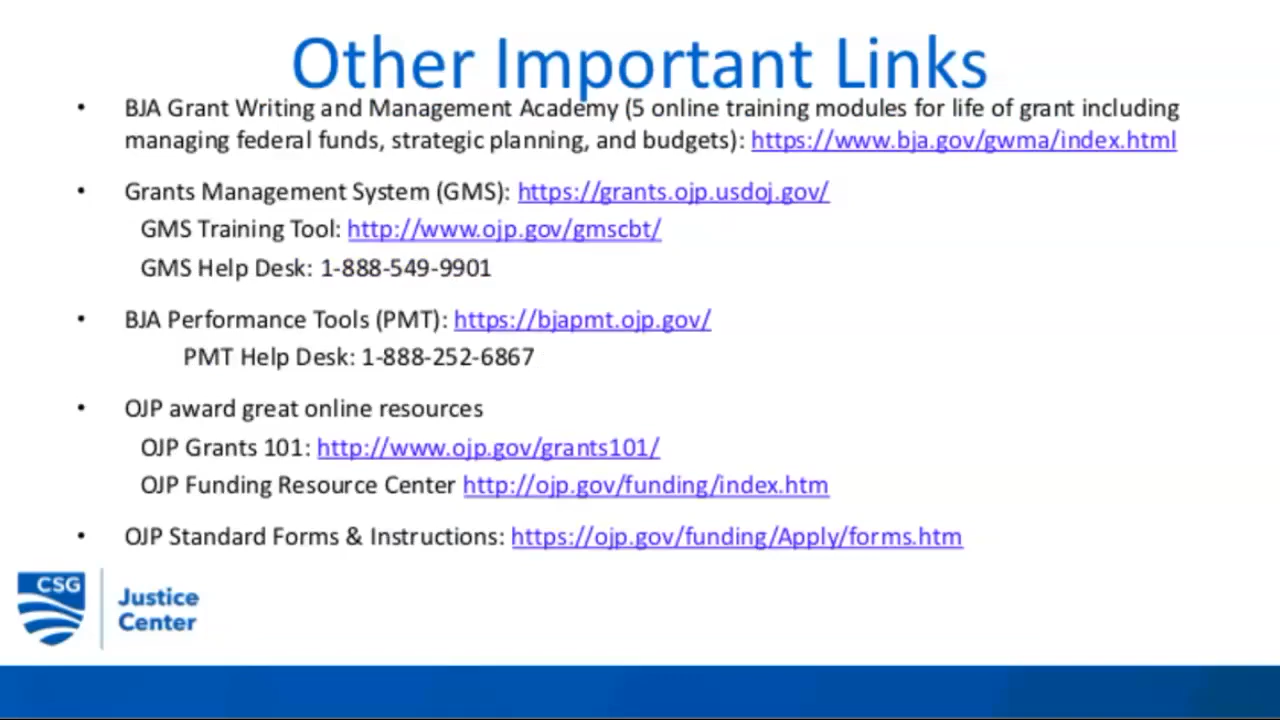 Other Important Links
• BJA Grant Writing and Management Academy (5 online training modules for life of grant including
managing federal funds, strategic planning, and budgets): https://www.bja.gov/gwma/index.html
• Grants Management System (GMS): https://grants.ojp.usdoj.gov/
GMS Training Tool: http://www.ojp.gov/gmscbt/
GMS Help Desk: 1-888-549-9901
• BJA Performance Tools (PMT): https://bjapmt.ojp.gov/
PMT Help Desk: 1-888-252-6867
• OJP award great online resources
OJP Grants 101: http://www.ojp.gov/grants101/
OJP Funding Resource Center http://ojp.gov/funding/index.htm
• OJP Standard Forms & Instructions: https://ojp.gov/funding/Apply/forms.htm
CSG
Justice
Center